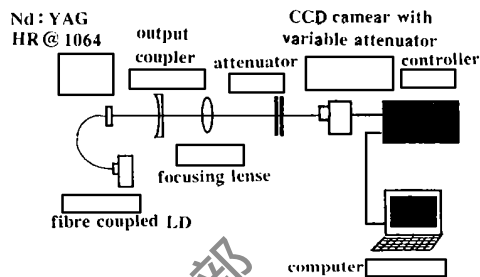 Nd : YAG
HR @ 1064
output
coupler
attenuator
CCD camear with
variable attenuator
controller
focusing lense
fibre coupled LD
computer
部